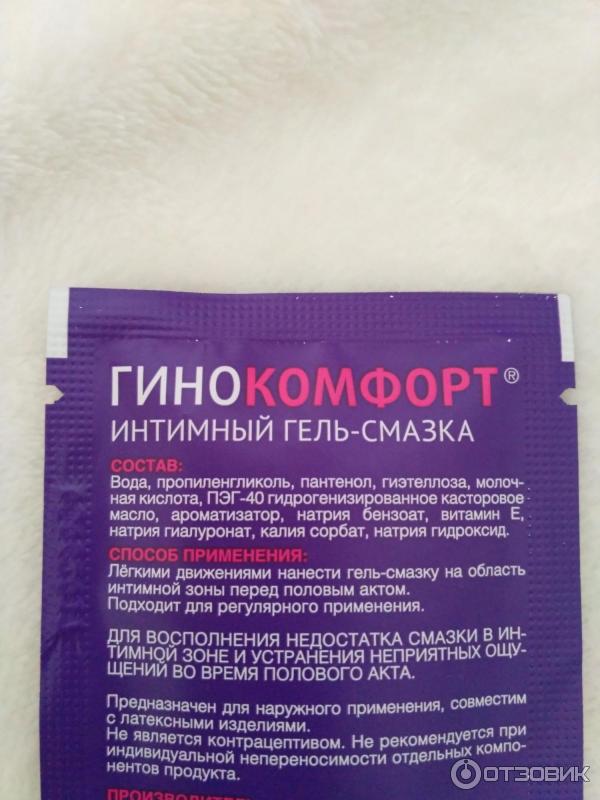 ГИНОКОМФОРТ®
ИНТИМНЫЙ ГЕЛЬ-СМАЗКА
СОСТАВ:
Вода, пропиленгликоль, пантенол, гиэтеллоза, молоч-
ная кислота, ПЭГ-40 гидрогенизированное касторовое
масло, ароматизатор, натрия бензоат, витамин Е,
натрия гиалуронат, калия сорбат, натрия гидроксид.
СПОСОБ ПРИМЕНЕНИЯ:
Лёгкими движениями нанести гель-смазку на область
интимной зоны перед половым актом.
Подходит для регулярного применения.
ДЛЯ ВОСПОЛНЕНИЯ НЕДОСТАТКА СМАЗКИ В ИН-
ТИМНОЙ ЗОНЕ И УСТРАНЕНИЯ НЕПРИЯТНЫХ ОЩУ-
ЩЕНИЙ ВО ВРЕМЯ ПОЛОВОГО АКТА.
Предназначен для наружного применения, совместим
с латексными изделиями.
Не является контрацептивом. Не рекомендуется при
индивидуальной непереносимости отдельных компо-
нентов продукта.
ОТЗОВИК